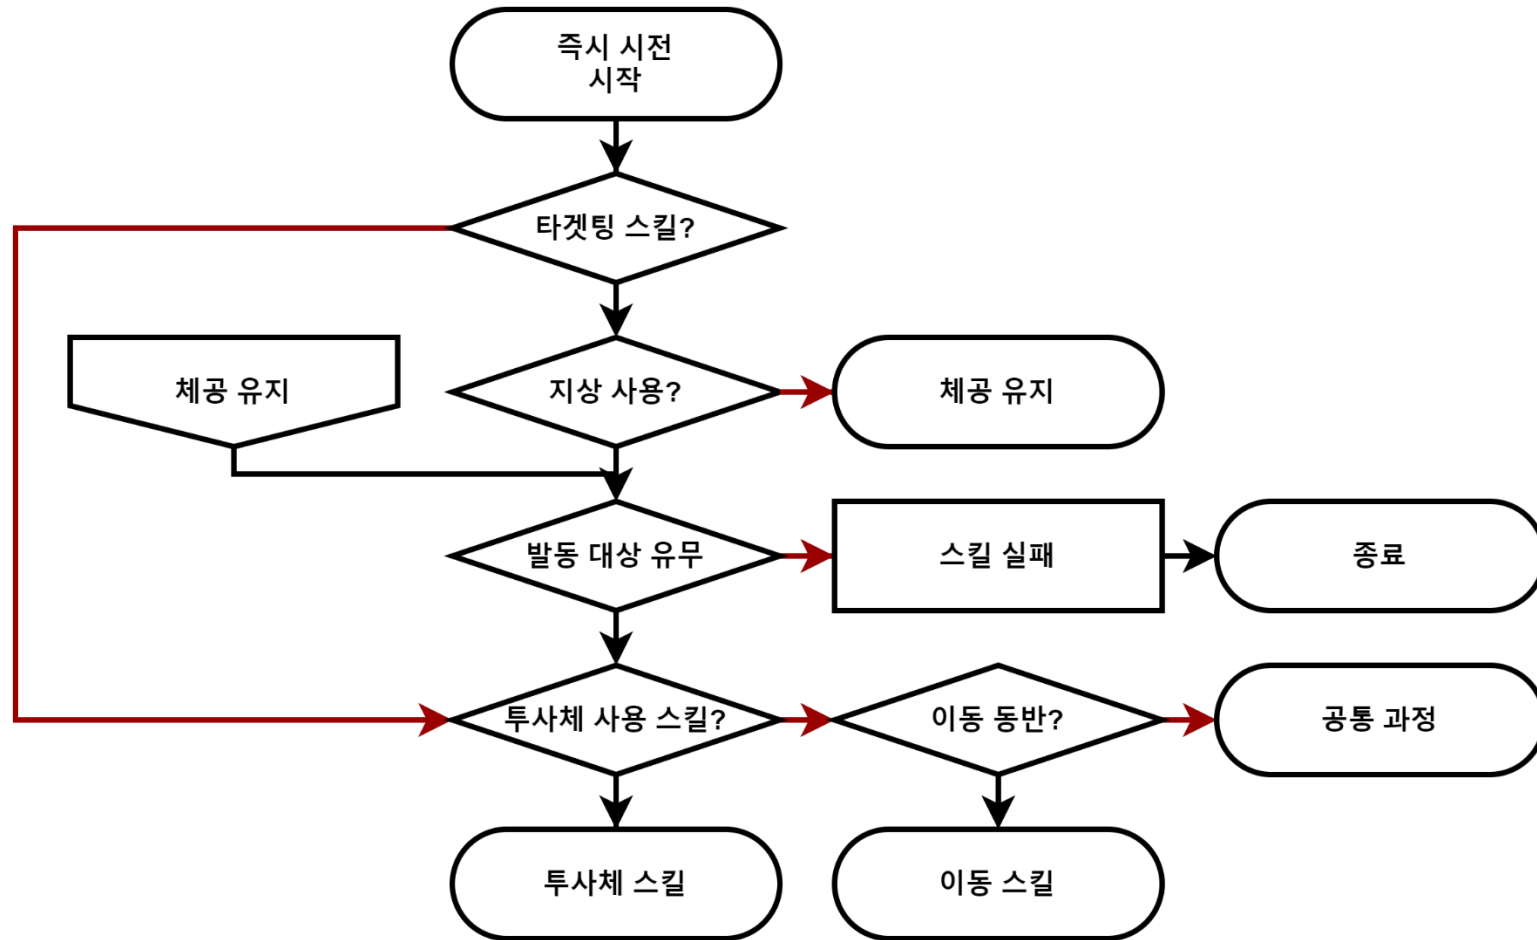 즉시 시전
시작
타겟팅 스킬?
체공 유지
지상 사용?
체공 유지
발동 대상 유무
스킬 실패
종료
투사체 사용 스킬?
이동 동반?
공통 과정
투사체 스킬
이동 스킬